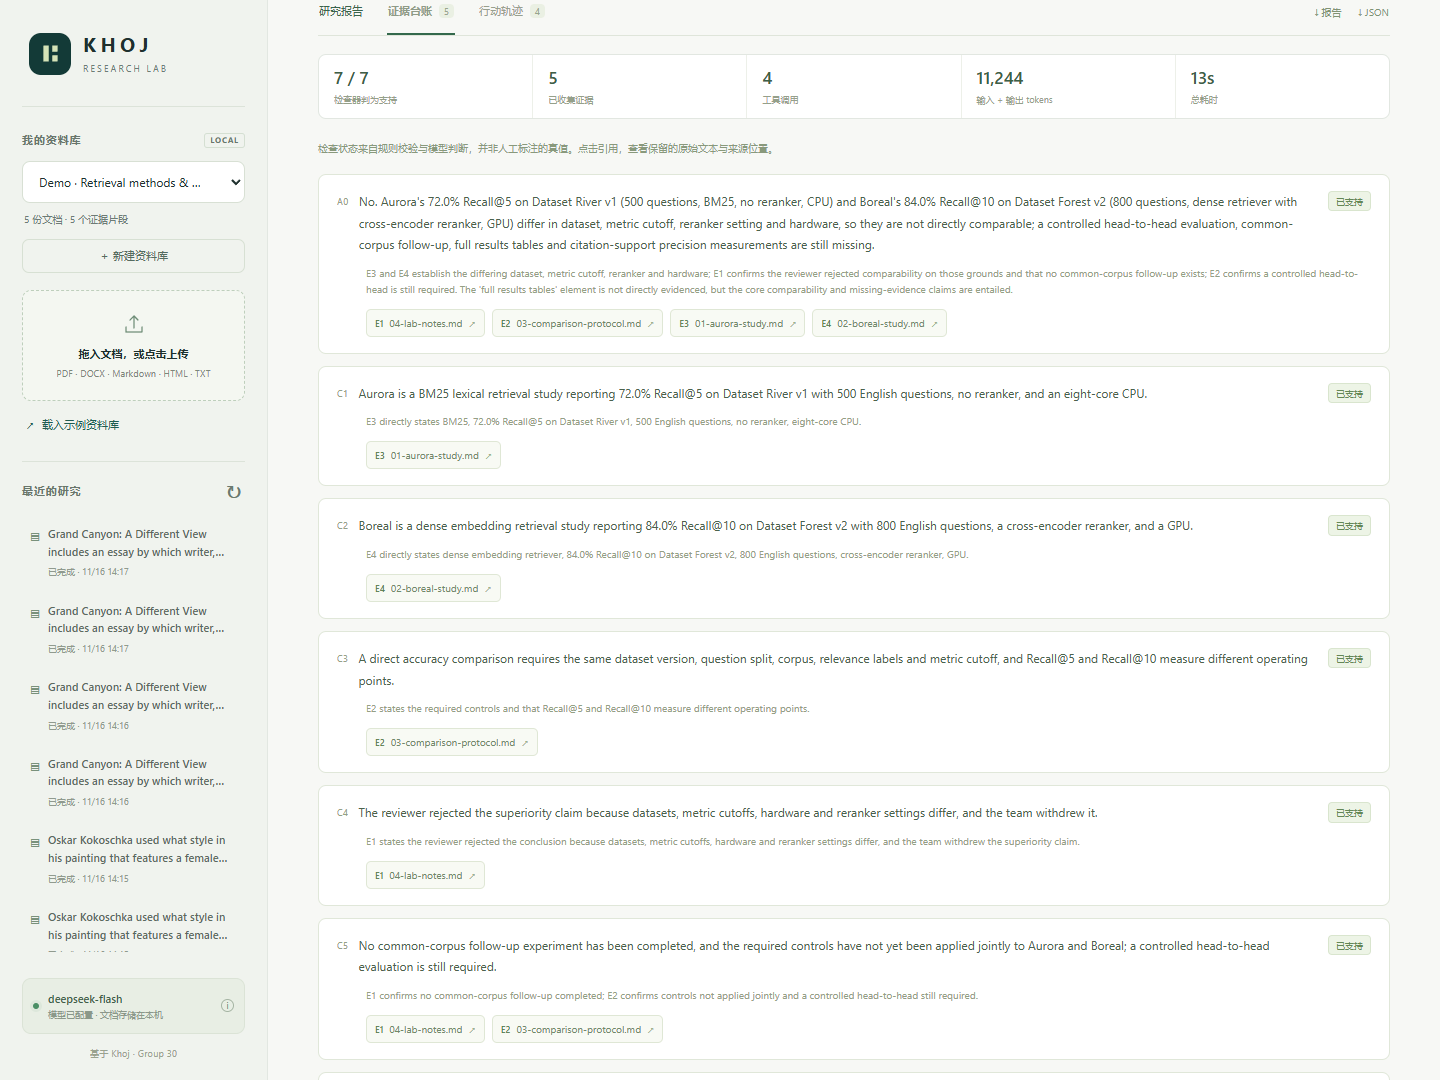 KHOJ
RESEARCH LAB
我的资料库
LOCAL
Demo · Retrieval methods & ...
5 份文档 · 5 个证据片段
+ 新建资料库
拖入文档，或点击上传
PDF · DOCX · Markdown · HTML · TXT
↗ 载入示例资料库
最近的研究
↻
Grand Canyon: A Different View
includes an essay by which writer,...
已完成 · 11/16 14:17
Grand Canyon: A Different View
includes an essay by which writer,...
已完成 · 11/16 14:17
Grand Canyon: A Different View
includes an essay by which writer,...
已完成 · 11/16 14:16
Grand Canyon: A Different View
includes an essay by which writer,...
已完成 · 11/16 14:16
Oskar Kokoschka used what style in
his painting that features a female...
已完成 · 11/16 14:15
Oskar Kokoschka used what style in
his painting that features a female...
deepseek-flash
模型已配置 · 文档存储在本机
基于 Khoj · Group 30
研究报告
证据台账 5
行动轨迹 4
↓ 报告
↓ JSON
7 / 7
检查器判为支持
5
已收集证据
4
工具调用
11,244
输入 + 输出 tokens
13s
总耗时
检查状态来自规则校验与模型判断，并非人工标注的真值。点击引用，查看保留的原始文本与来源位置。
A0 No. Aurora's 72.0% Recall@5 on Dataset River v1 (500 questions, BM25, no reranker, CPU) and Boreal's 84.0% Recall@10 on Dataset Forest v2 (800 questions, dense retriever with
cross-encoder reranker, GPU) differ in dataset, metric cutoff, reranker setting and hardware, so they are not directly comparable; a controlled head-to-head evaluation, common-
corpus follow-up, full results tables and citation-support precision measurements are still missing.
已支持
E3 and E4 establish the differing dataset, metric cutoff, reranker and hardware; E1 confirms the reviewer rejected comparability on those grounds and that no common-corpus follow-up exists; E2 confirms a controlled head-to-
head is still required. The 'full results tables' element is not directly evidenced, but the core comparability and missing-evidence claims are entailed.
E1 04-lab-notes.md ↗
E2 03-comparison-protocol.md ↗
E3 01-aurora-study.md ↗
E4 02-boreal-study.md ↗
C1 Aurora is a BM25 lexical retrieval study reporting 72.0% Recall@5 on Dataset River v1 with 500 English questions, no reranker, and an eight-core CPU.
已支持
E3 directly states BM25, 72.0% Recall@5 on Dataset River v1, 500 English questions, no reranker, eight-core CPU.
E3 01-aurora-study.md ↗
C2 Boreal is a dense embedding retrieval study reporting 84.0% Recall@10 on Dataset Forest v2 with 800 English questions, a cross-encoder reranker, and a GPU.
已支持
E4 directly states dense embedding retriever, 84.0% Recall@10 on Dataset Forest v2, 800 English questions, cross-encoder reranker, GPU.
E4 02-boreal-study.md ↗
C3 A direct accuracy comparison requires the same dataset version, question split, corpus, relevance labels and metric cutoff, and Recall@5 and Recall@10 measure different operating
points.
已支持
E2 states the required controls and that Recall@5 and Recall@10 measure different operating points.
E2 03-comparison-protocol.md ↗
C4 The reviewer rejected the superiority claim because datasets, metric cutoffs, hardware and reranker settings differ, and the team withdrew it.
已支持
E1 states the reviewer rejected the conclusion because datasets, metric cutoffs, hardware and reranker settings differ, and the team withdrew the superiority claim.
E1 04-lab-notes.md ↗
C5 No common-corpus follow-up experiment has been completed, and the required controls have not yet been applied jointly to Aurora and Boreal; a controlled head-to-head
evaluation is still required.
已支持
E1 confirms no common-corpus follow-up completed; E2 confirms controls not applied jointly and a controlled head-to-head still required.
E1 04-lab-notes.md ↗
E2 03-comparison-protocol.md ↗